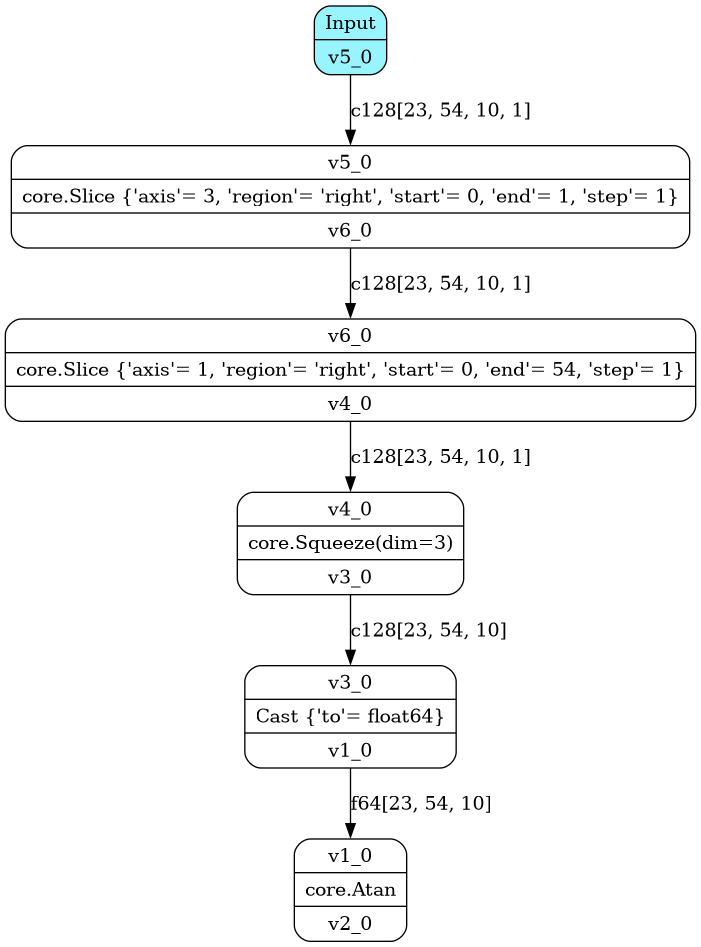 Input
v5_0
c128[23, 54, 10, 1]
v5_0
core.Slice {'axis'= 3, 'region'= 'right', 'start'= 0, 'end'= 1, 'step'= 1}
v6_0
c128[23, 54, 10, 1]
v6_0
core.Slice {'axis'= 1, 'region'= 'right', 'start'= 0, 'end'= 54, 'step'= 1}
v4_0
c128[23, 54, 10, 1]
v4_0
core.Squeeze(dim=3)
v3_0
c128[23, 54, 10]
v3_0
Cast {'to'= float64}
v1_0
f64[23, 54, 10]
v1_0
core.Atan
v2_0